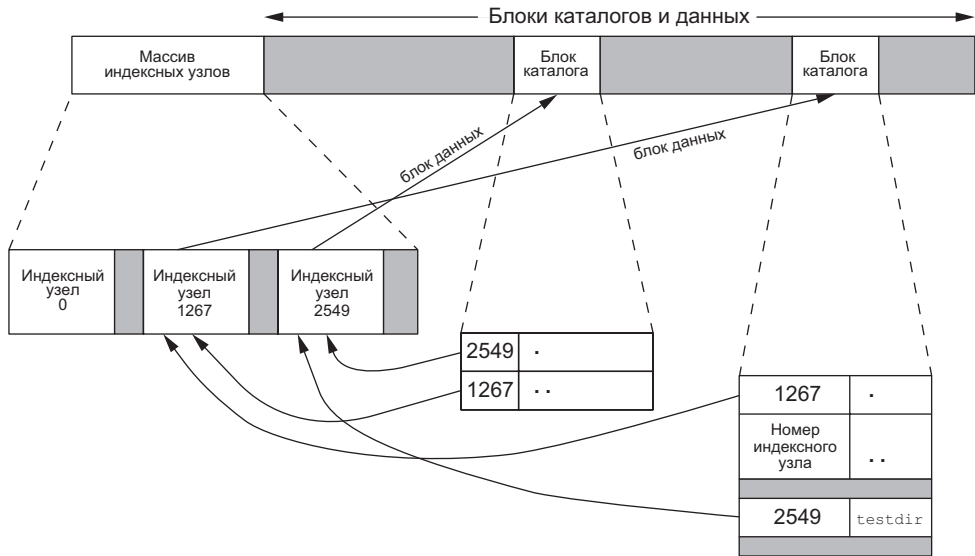 Блоки каталогов и данных
Массив
индексных узлов
Блок
каталога
Блок
каталога
блок данных
блок данных
Индексный
узел
0
Индексный
узел
1267
Индексный
узел
2549
2549 .
1267 . .
1267 .
Номер
индексного
узла
. .
2549 testdir